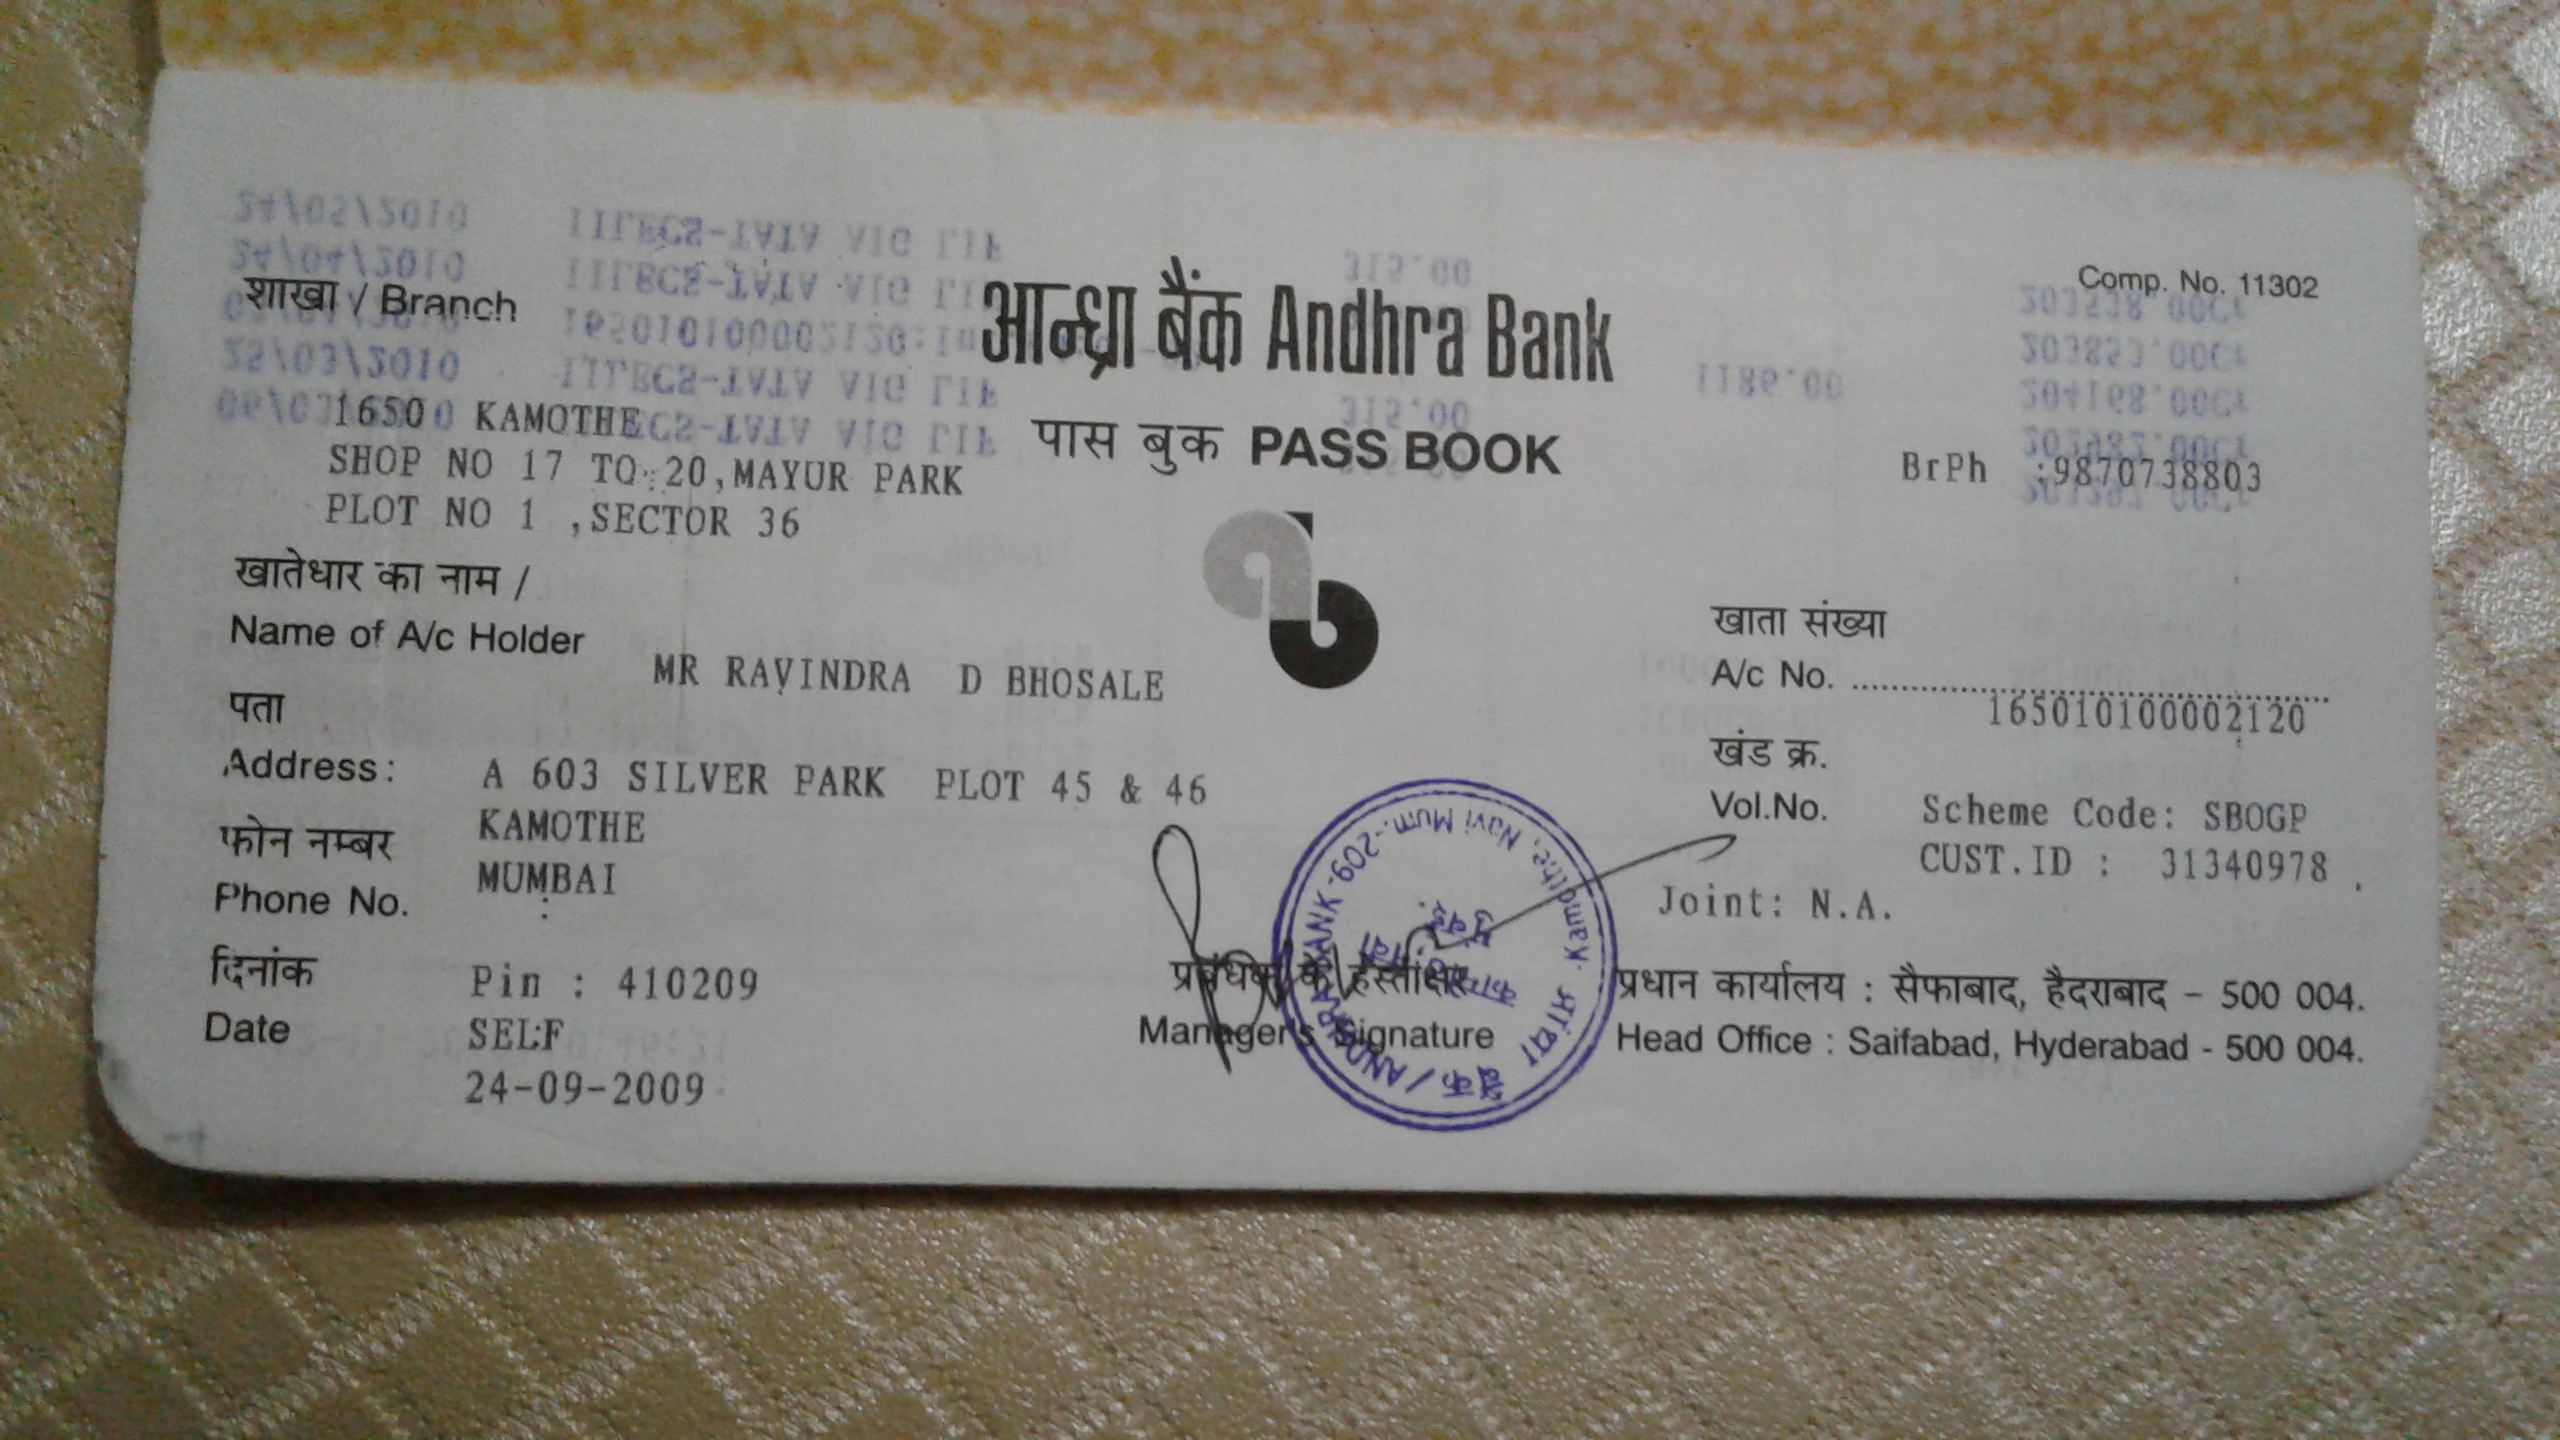 Comp. No. 11302
शाखा / Branch
आन्ध्रा बैंक Andhra Bank
1650 KAMOTHE
पास बुक PASS BOOK
SHOP NO 17 TO 20,MAYUR PARK
BrPh :9870738803
PLOT NO 1 ,SECTOR 36
खातेधार का नाम /
Name of A/c Holder
MR RAVINDRA D BHOSALE
खाता संख्या
A/c No.
165010100002120
पता
Address:
A 603 SILVER PARK PLOT 45 & 46
KAMOTHE
MUMBAI
खंड क्र.
Vol.No.
Scheme Code: SBOGP
CUST.ID : 31340978
Joint: N.A.
फोन नम्बर
Phone No.
:
Pin : 410209
SELF
दिनांक
Date
24-09-2009
प्रबंधक के हस्ताक्षर
Manager's Signature
प्रधान कार्यालय : सैफाबाद, हैदराबाद – 500 004.
Head Office : Saifabad, Hyderabad - 500 004.
आंध्रा बैंक / ANDHRA BANK
Kamothe, Navi Mum.-209